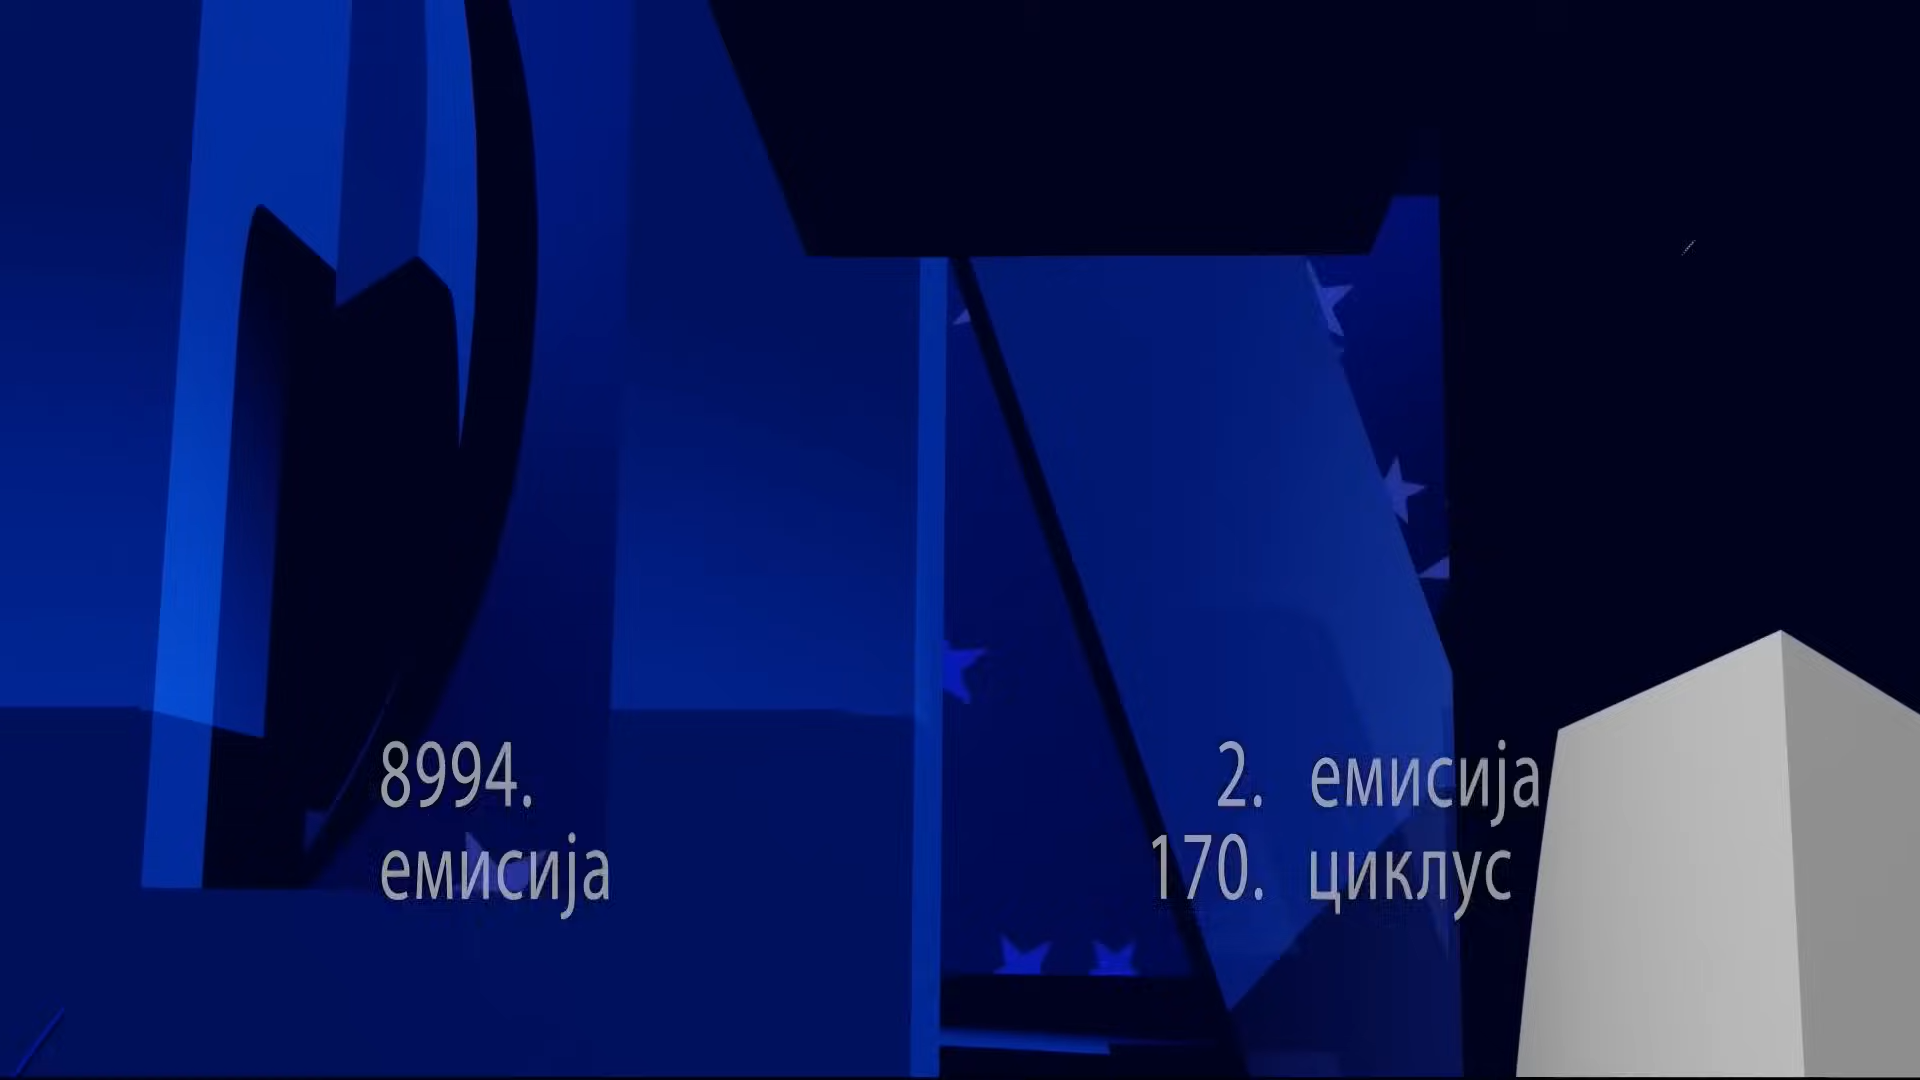 8994.
емисија
2. емисија
170. циклус